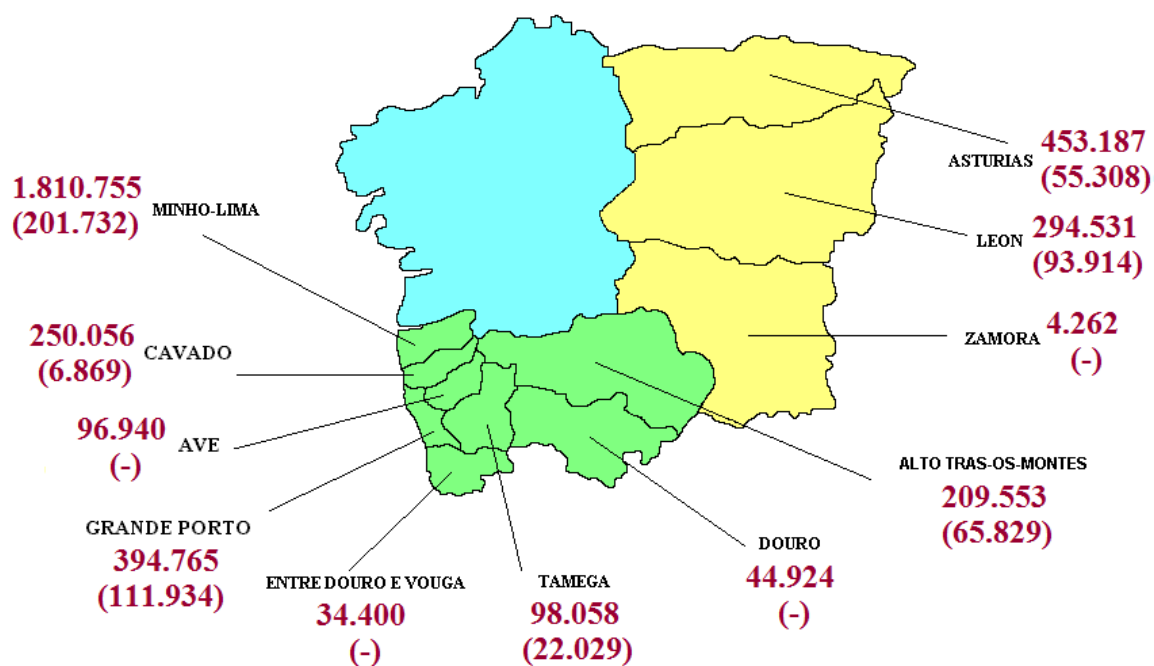 453.187
ASTURIAS
(55.308)
1.810.755
MINHO-LIMA
(201.732)
294.531
LEON
(93.914)
250.056
CAVADO
(6.869)
4.262
ZAMORA
(-)
96.940
AVE
(-)
ALTO TRAS-OS-MONTES
209.553
(65.829)
GRANDE PORTO
394.765
(111.934)
DOURO
44.924
(-)
ENTRE DOURO E VOUGA
34.400
(-)
TAMEGA
98.058
(22.029)